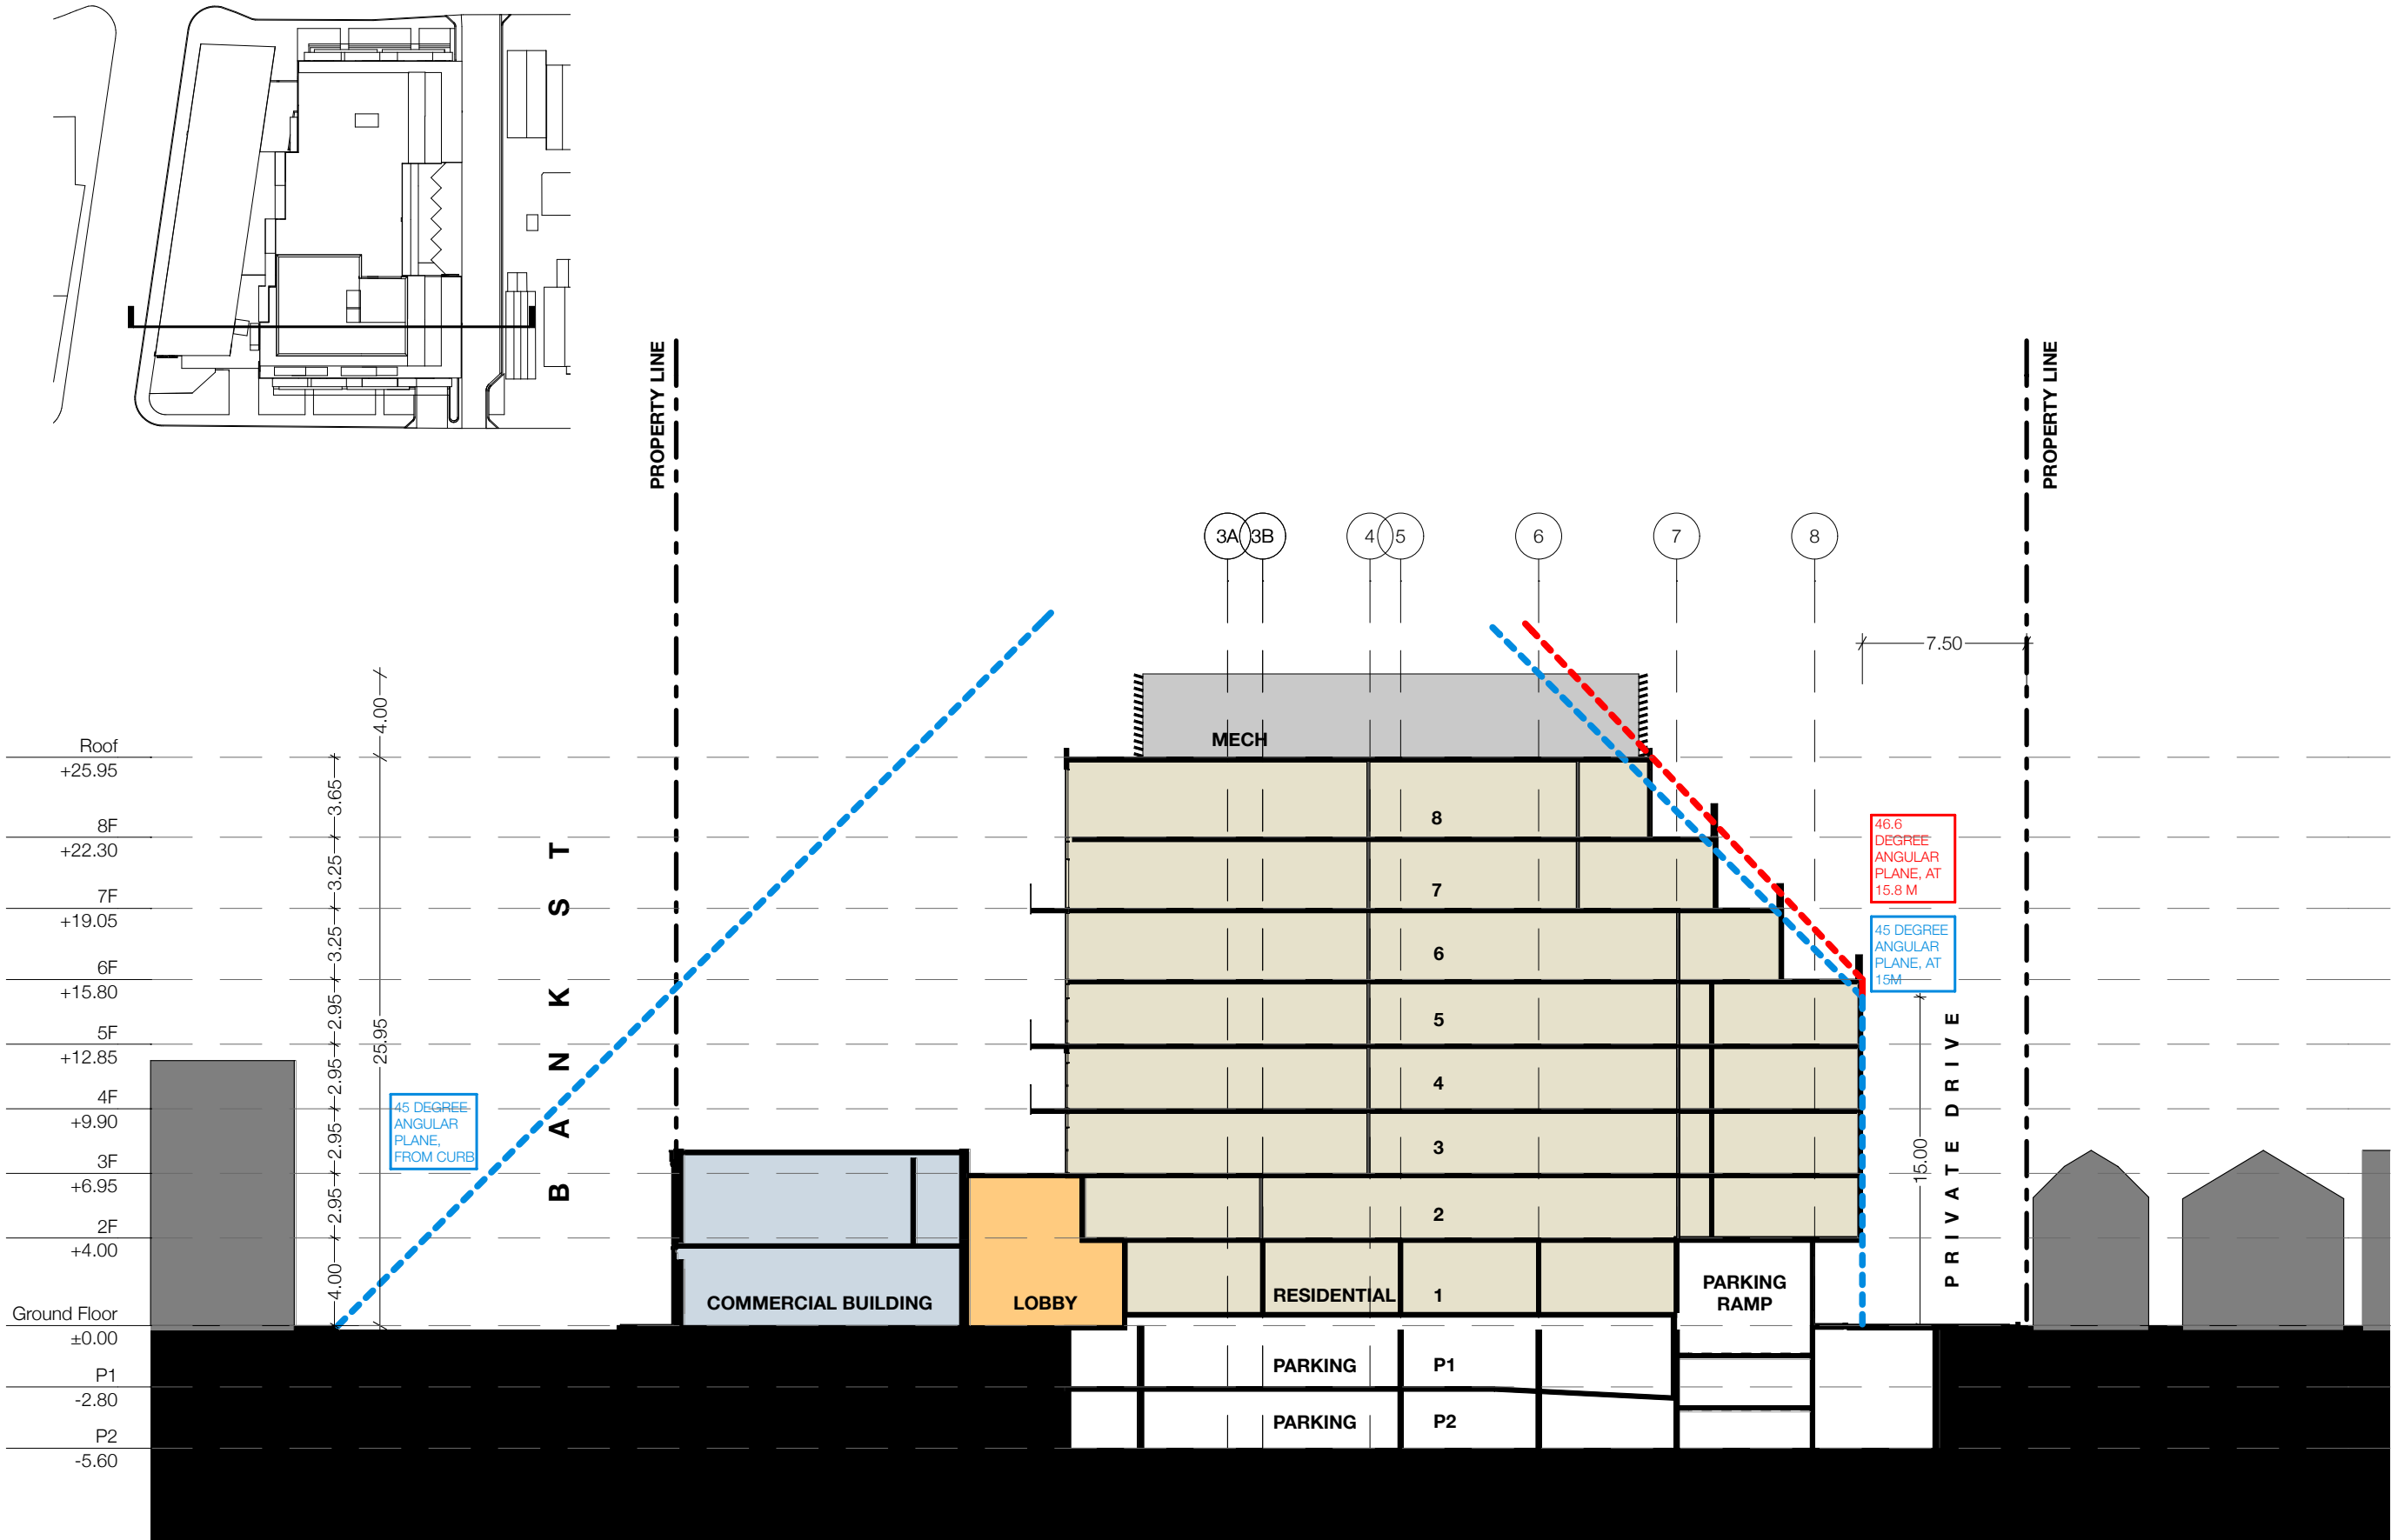 PROPERTY LINE
PROPERTY LINE
3A
3B
4
5
6
7
8
7.50
4.00
Roof
+25.95
8F
+22.30
7F
+19.05
6F
+15.80
5F
+12.85
4F
+9.90
3F
+6.95
2F
+4.00
Ground Floor
±0.00
P1
-2.80
P2
-5.60
3.65
3.25
3.25
2.95
2.95
2.95
2.95
4.00
25.95
BANK ST
45 DEGREE
ANGULAR
PLANE,
FROM CURB
MECH
8
7
6
5
4
3
2
RESIDENTIAL 1
COMMERCIAL BUILDING
LOBBY
PARKING
RAMP
PARKING P1
PARKING P2
46.6
DEGREE
ANGULAR
PLANE, AT
15.8 M
45 DEGREE
ANGULAR
PLANE, AT
15M
15.00
PRIVATE DRIVE